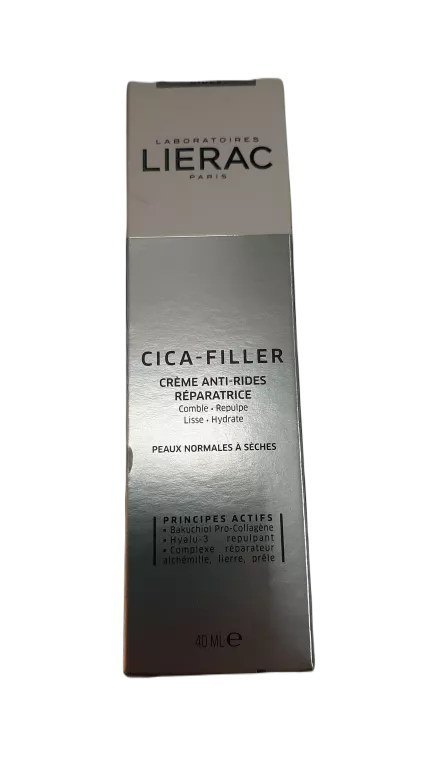 LABORATOIRES
LIERAC
PARIS
CICA-FILLER
CRÈME ANTI-RIDES
RÉPARATRICE
Comble • Repulpe
Lisse • Hydrate
PEAUX NORMALES À SÈCHES
PRINCIPES ACTIFS
• Bakuchiol Pro-Collagène
• Hyalu-3 repulpant
• Complexe réparateur
alchémille, lierre, prêle
40 ML ℮